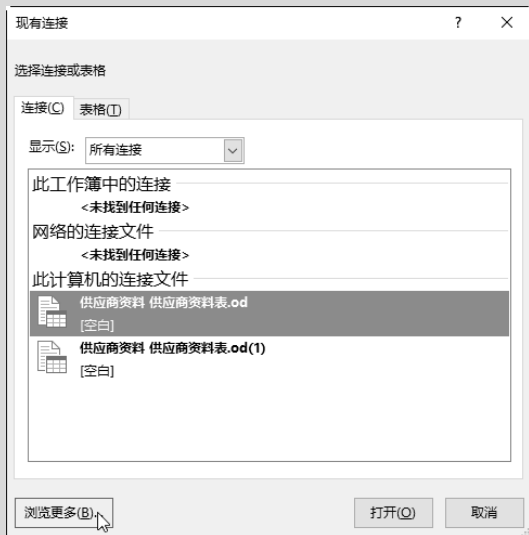 现有连接
选择连接或表格
连接(C) 表格(T)
显示(S): 所有连接
此工作簿中的连接
<未找到任何连接>
网络的连接文件
<未找到任何连接>
此计算机的连接文件
供应商资料 供应商资料表.od
[空白]
供应商资料 供应商资料表.od(1)
[空白]
浏览更多(B)... 打开(O) 取消